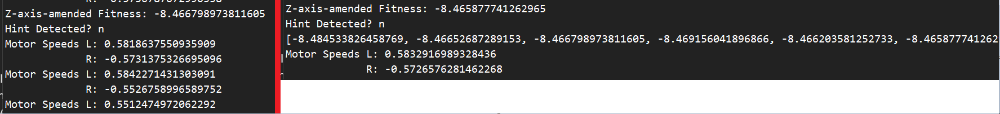 Z-axis-amended Fitness: -8.466798973811605
Hint Detected? n
Motor Speeds L: 0.5818637550935909
R: -0.5731375326695096
Motor Speeds L: 0.5842271431303091
R: -0.5526758996589752
Motor Speeds L: 0.5512474972062292
Z-axis-amended Fitness: -8.465877741262965
Hint Detected? n
[-8.484533826458769, -8.46652687289153, -8.466798973811605, -8.469156041896866, -8.466203581252733, -8.465877741262
Motor Speeds L: 0.5832916989328436
R: -0.5726576281462268